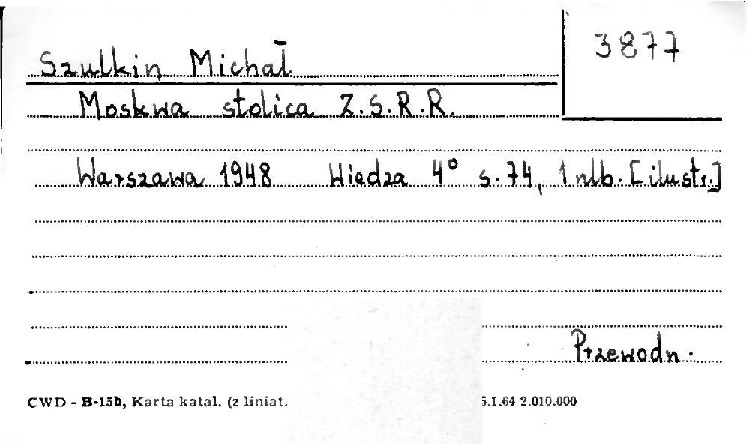 3877
Szulkin Michał
Moskwa stolica Z.S.R.R.
Warszawa 1948 Wiedza 4° s. 74, 1 nlb. [ilustr.]
Przewodn.
CWD - B-15b, Karta katal. (z liniat. 5.I.64 2.010.000